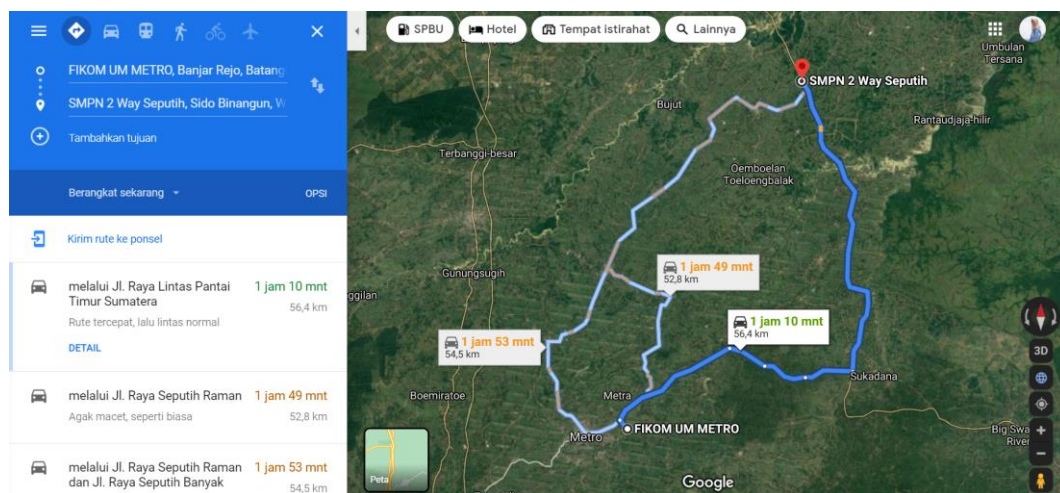 FIKOM UM METRO, Banjar Rejo, Batang
SMPN 2 Way Seputih, Sido Binangun, W
Tambahkan tujuan
Berangkat sekarang
OPSI
Kirim rute ke ponsel
melalui Jl. Raya Lintas Pantai
Timur Sumatera
1 jam 10 mnt
56,4 km
Rute tercepat, lalu lintas normal
DETAIL
melalui Jl. Raya Seputih Raman
1 jam 49 mnt
Agak macet, seperti biasa
52,8 km
melalui Jl. Raya Seputih Raman
dan Jl. Raya Seputih Banyak
1 jam 53 mnt
54,5 km
SPBU
Hotel
Tempat istirahat
Lainnya
Umbulan
Tersana
SMPN 2 Way Seputih
Bujut
Rantaudjaja-hilir
Terbanggi-besar
Oemboelan
Toeloengbalak
Gunungsugih
1 jam 49 mnt
52,8 km
ggilan
1 jam 10 mnt
56,4 km
1 jam 53 mnt
54,5 km
3D
Sukadana
Boemiratoe
Metra
FIKOM UM METRO
Metro
Big Swa
River
Peta
Google